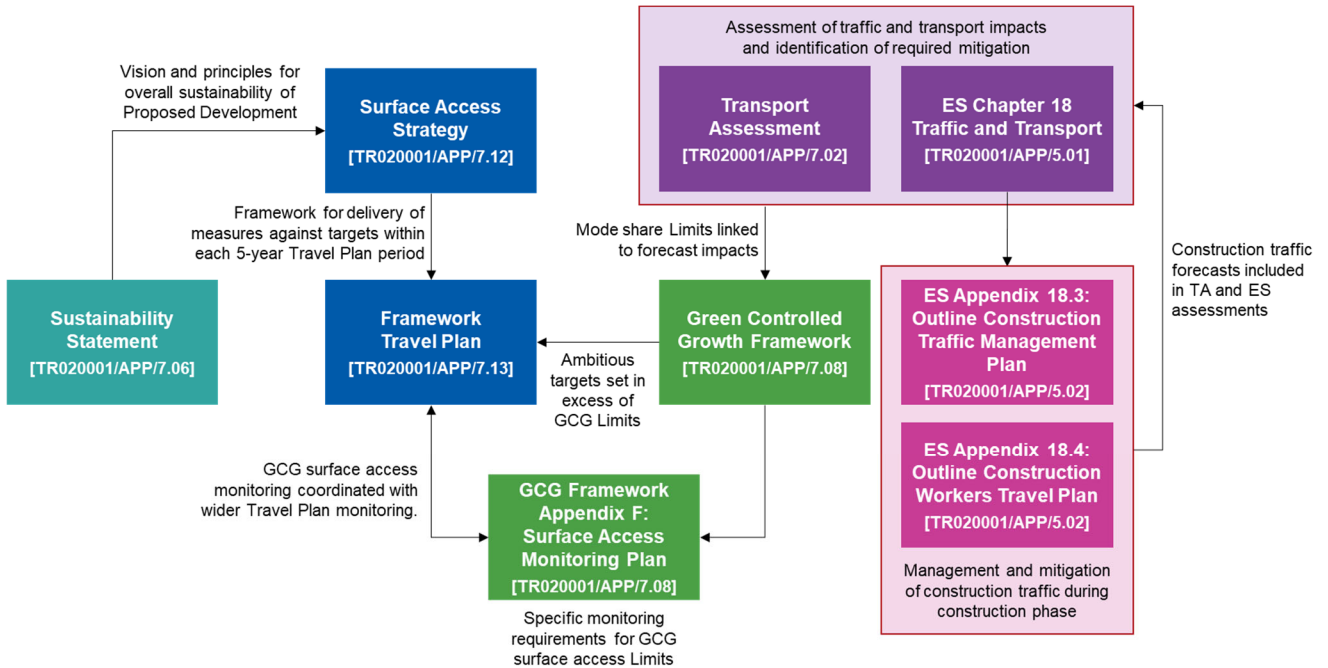 Assessment of traffic and transport impacts
and identification of required mitigation
Vision and principles for
overall sustainability of
Proposed Development
Surface Access
Strategy
[TR020001/APP/7.12]
Transport
Assessment
[TR020001/APP/7.02]
ES Chapter 18
Traffic and Transport
[TR020001/APP/5.01]
Framework for delivery of
measures against targets within
each 5-year Travel Plan period
Mode share Limits linked
to forecast impacts
Construction traffic
forecasts included
in TA and ES
assessments
Sustainability
Statement
[TR020001/APP/7.06]
Framework
Travel Plan
[TR020001/APP/7.13]
Ambitious
targets set in
excess of
GCG Limits
Green Controlled
Growth Framework
[TR020001/APP/7.08]
ES Appendix 18.3:
Outline Construction
Traffic Management
Plan
[TR020001/APP/5.02]
GCG surface access
monitoring coordinated with
wider Travel Plan monitoring.
GCG Framework
Appendix F:
Surface Access
Monitoring Plan
[TR020001/APP/7.08]
ES Appendix 18.4:
Outline Construction
Workers Travel Plan
[TR020001/APP/5.02]
Specific monitoring
requirements for GCG
surface access Limits
Management and mitigation
of construction traffic during
construction phase